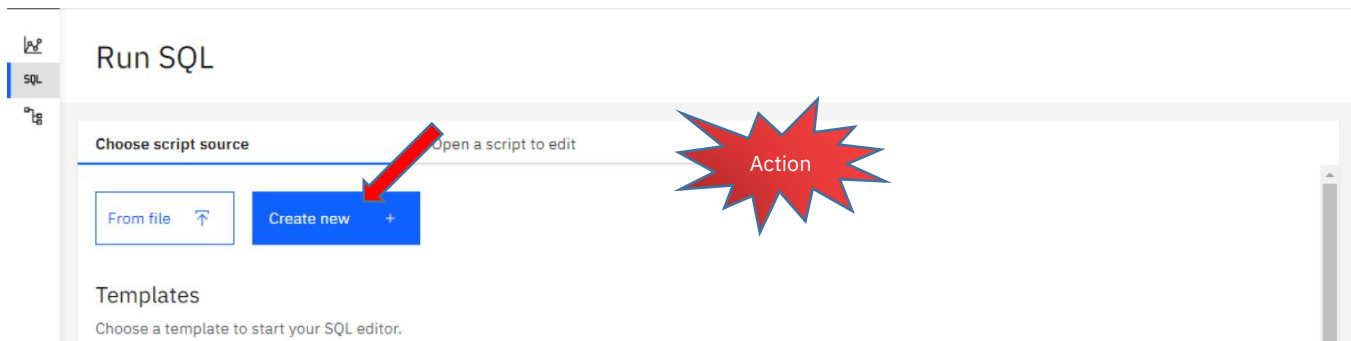 Run SQL
SQL
Choose script source
Open a script to edit
Action
From file
Create new +
Templates
Choose a template to start your SQL editor.